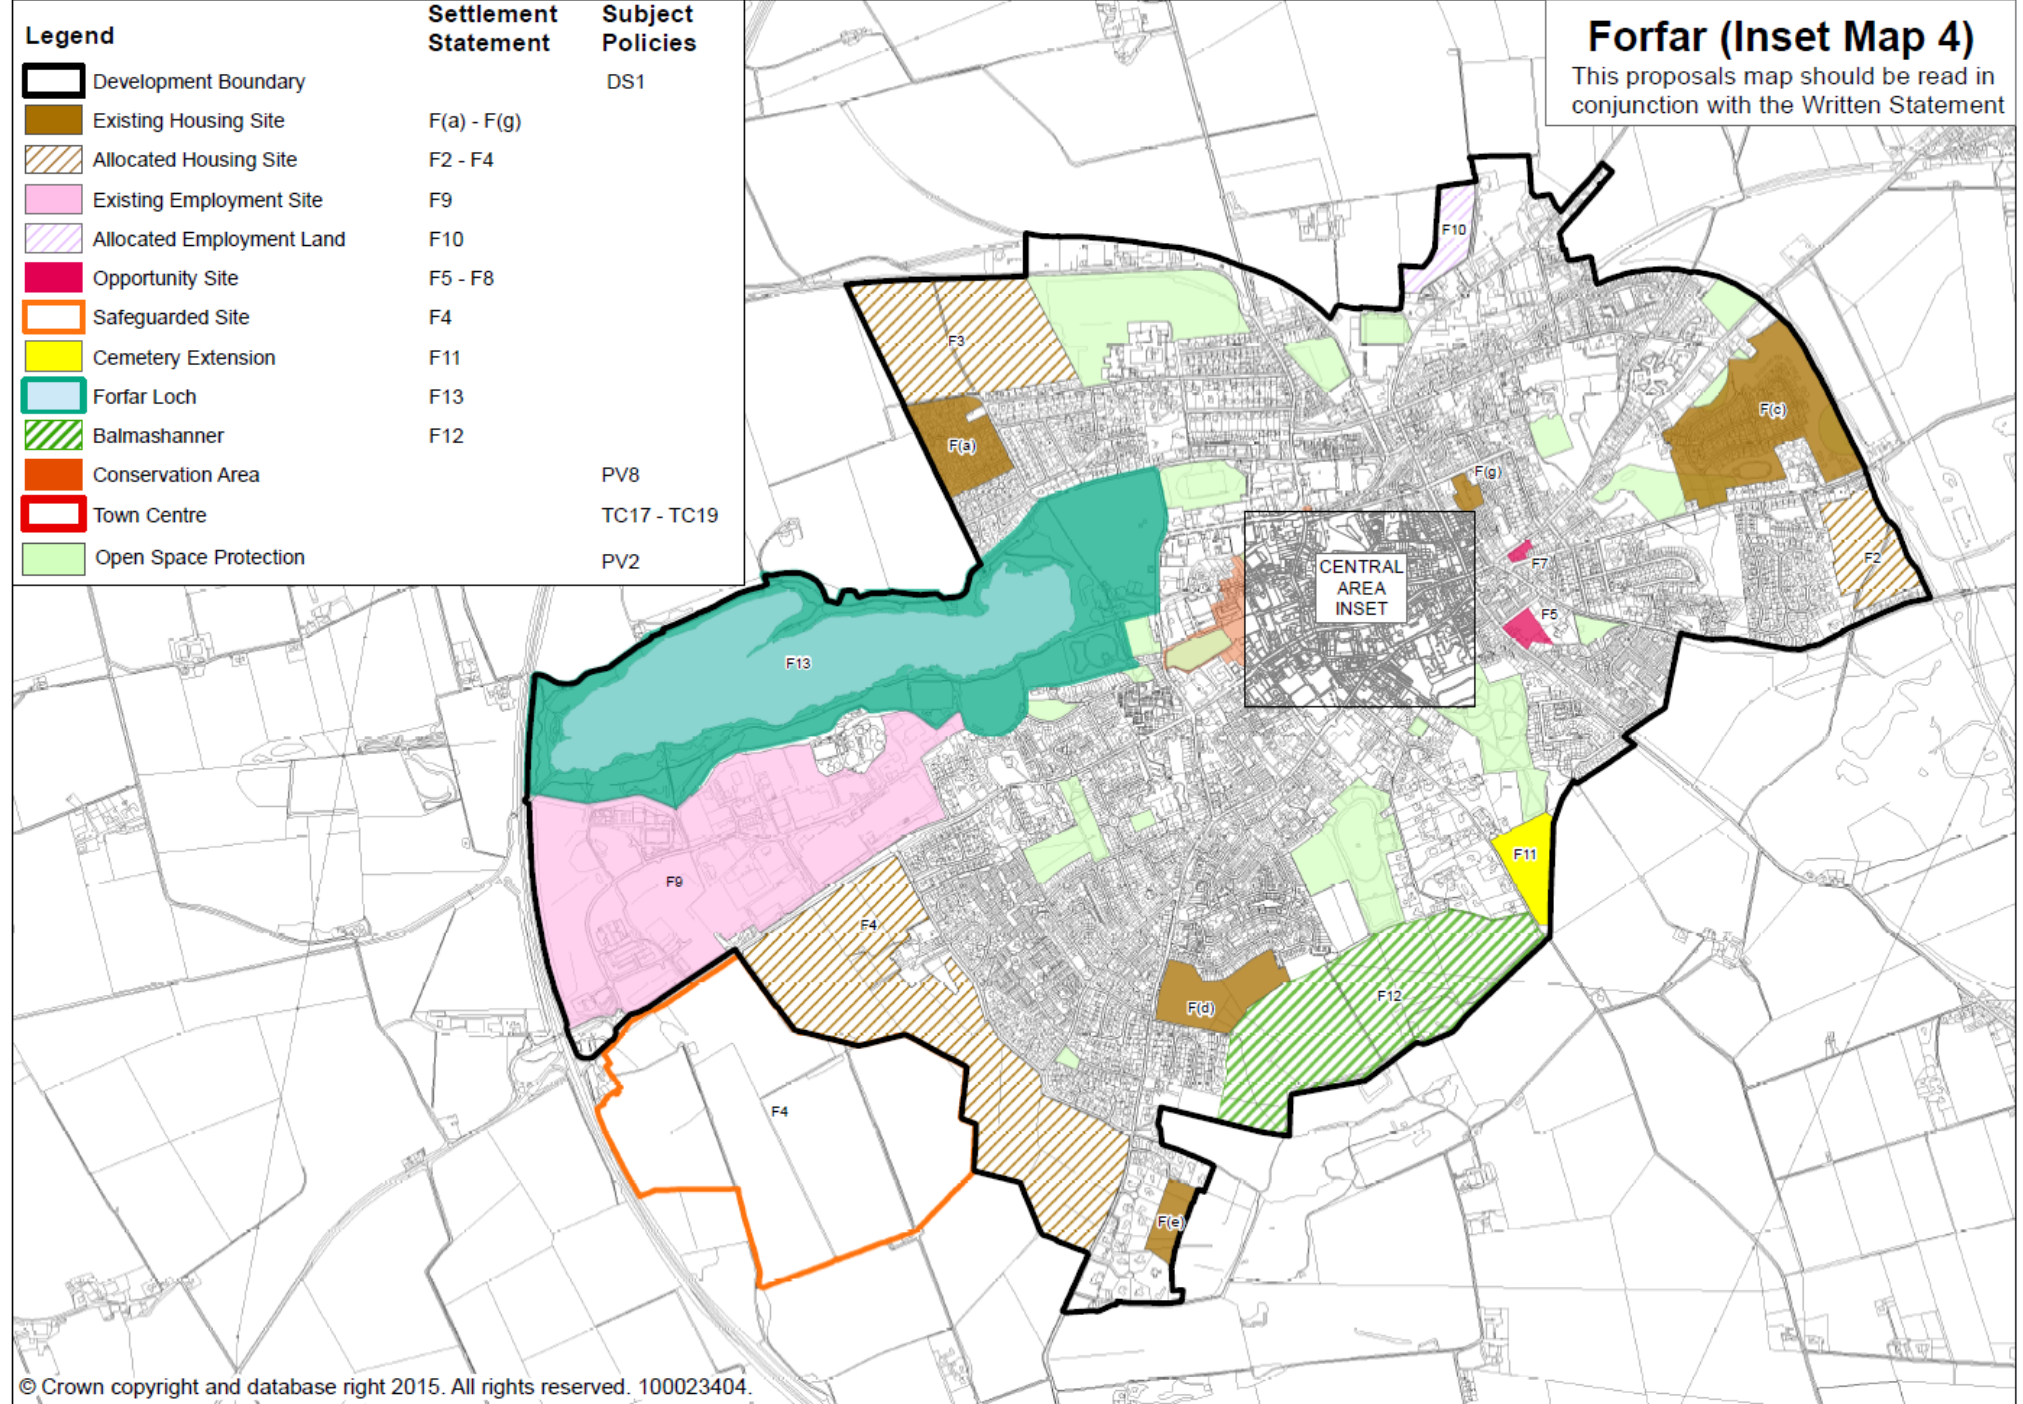 Legend
Settlement Statement
Subject Policies
Development Boundary DS1
Existing Housing Site F(a) - F(g)
Allocated Housing Site F2 - F4
Existing Employment Site F9
Allocated Employment Land F10
Opportunity Site F5 - F8
Safeguarded Site F4
Cemetery Extension F11
Forfar Loch F13
Balmashanner F12
Conservation Area PV8
Town Centre TC17 - TC19
Open Space Protection PV2
Forfar (Inset Map 4)
This proposals map should be read in
conjunction with the Written Statement
F10
F3
F(c)
F(a)
F(g)
F2
F7
CENTRAL
AREA
INSET
F5
F13
F11
F9
F4
F12
F(d)
F4
F(e)
© Crown copyright and database right 2015. All rights reserved. 100023404.